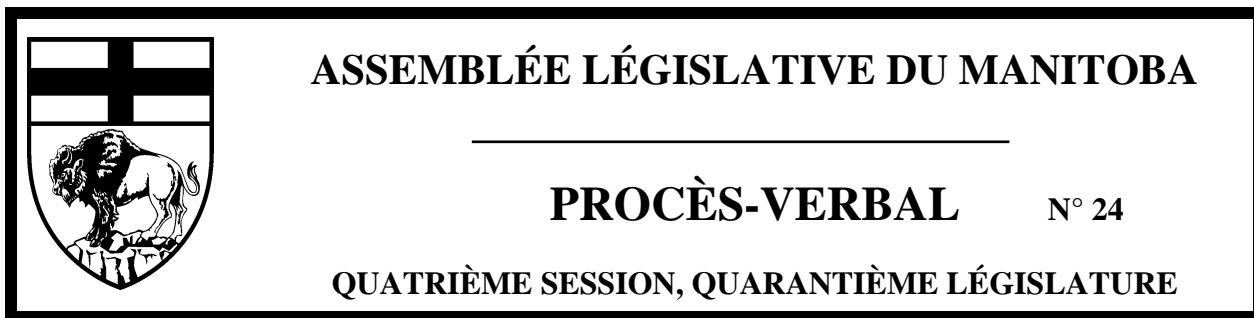 ASSEMBLÉE LÉGISLATIVE DU MANITOBA
PROCÈS-VERBAL N° 24
QUATRIÈME SESSION, QUARANTIÈME LÉGISLATURE